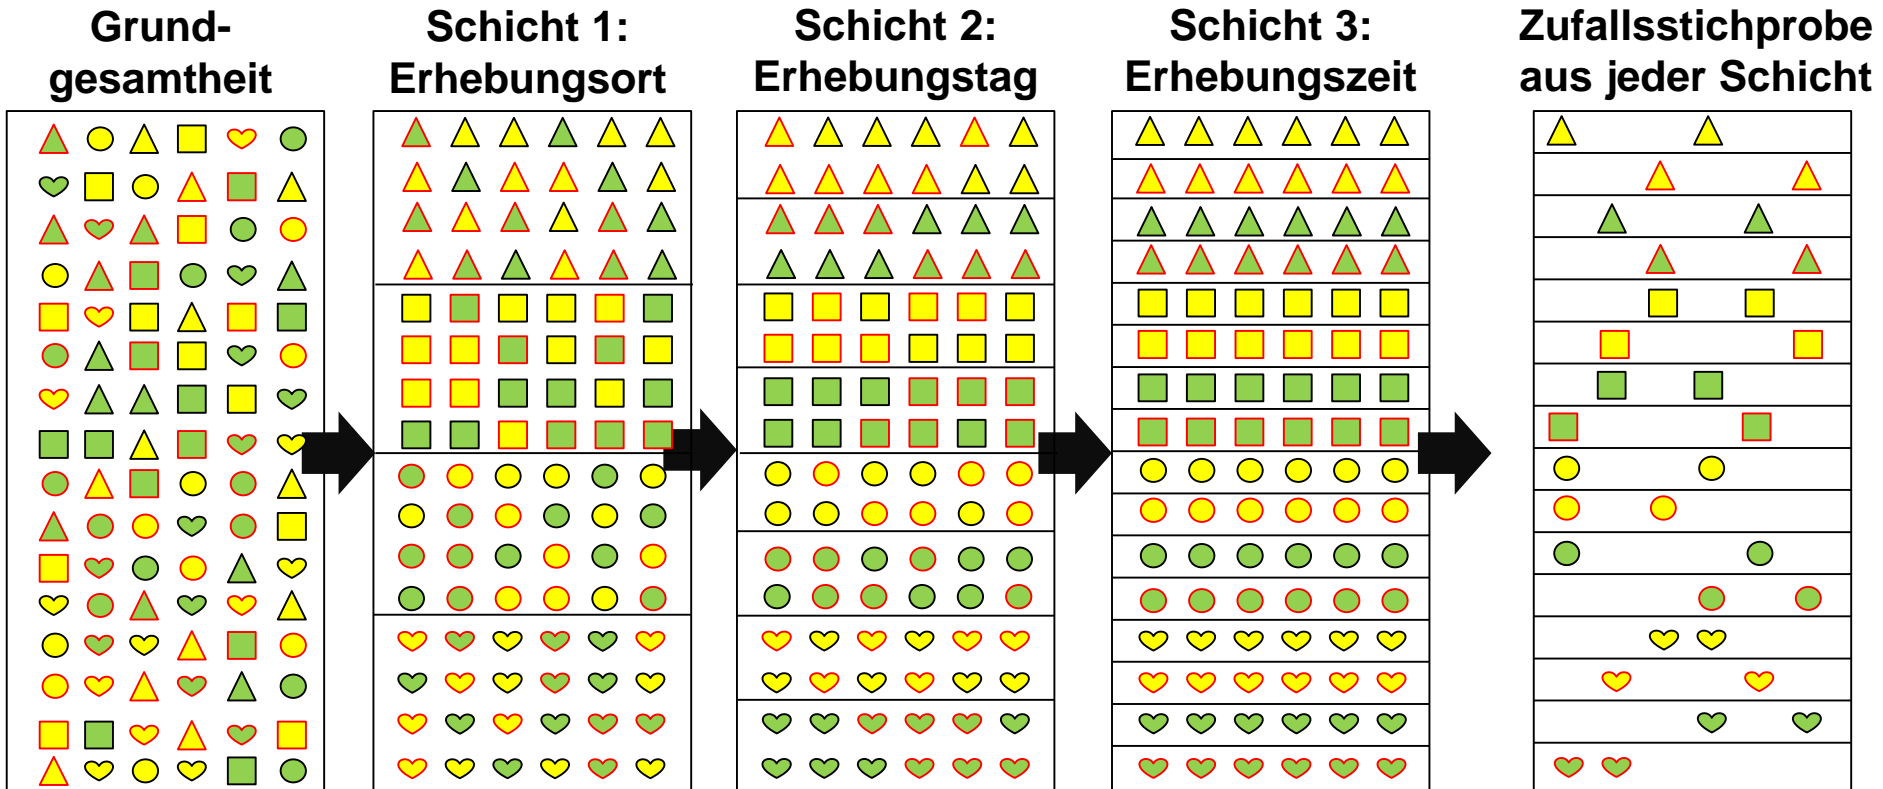 Grund-
gesamtheit
Schicht 1:
Erhebungsort
Schicht 2:
Erhebungstag
Schicht 3:
Erhebungszeit
Zufallsstichprobe
aus jeder Schicht